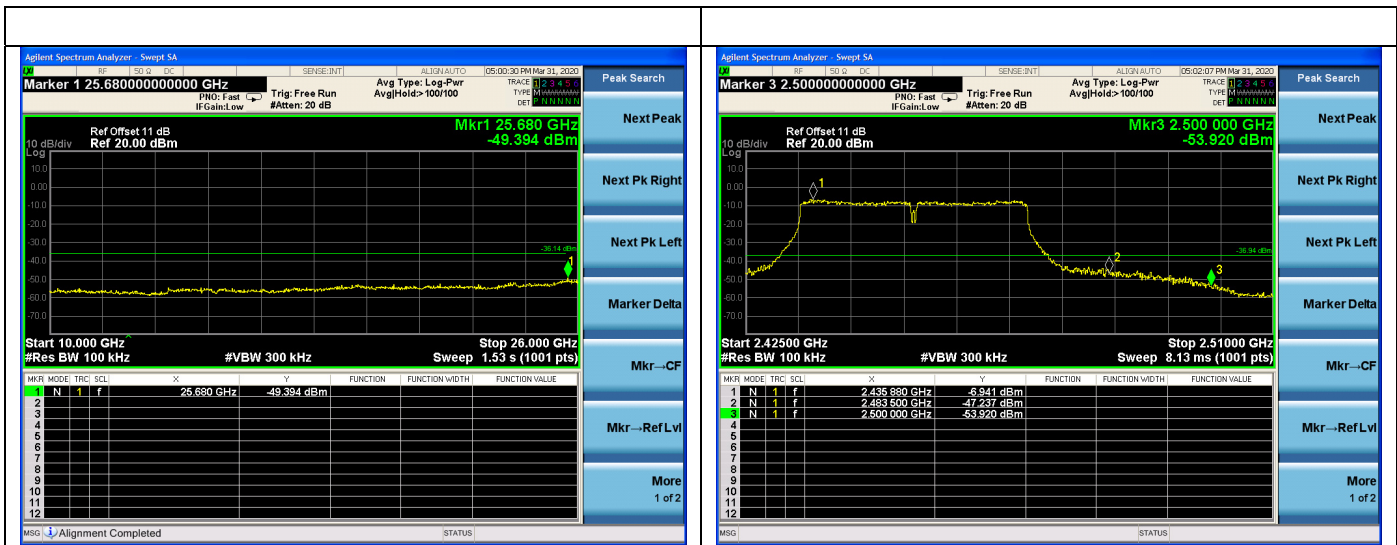 Agilent Spectrum Analyzer - Swept SA
LXI RF 50 Ω DC SENSE:INT ALIGN AUTO 05:00:30 PM Mar 31, 2020
Marker 1 25.680000000000 GHz
PNO: Fast
IFGain:Low
Trig: Free Run
#Atten: 20 dB
Avg Type: Log-Pwr
Avg|Hold:>100/100
TRACE 1 2 3 4 5 6
TYPE M
DET P N N N N N
Ref Offset 11 dB
Ref 20.00 dBm
Mkr1 25.680 GHz
-49.394 dBm
10 dB/div
Log
10.0
0.00
-10.0
-20.0
-30.0
-40.0
-50.0
-60.0
-70.0
-36.14 dBm
1
Start 10.000 GHz
Stop 26.000 GHz
#Res BW 100 kHz
#VBW 300 kHz
Sweep 1.53 s (1001 pts)
MKR MODE TRC SCL X Y FUNCTION FUNCTION WIDTH FUNCTION VALUE
1 N 1 f 25.680 GHz -49.394 dBm
2
3
4
5
6
7
8
9
10
11
12
MSG Alignment Completed STATUS
Peak Search
Next Peak
Next Pk Right
Next Pk Left
Marker Delta
Mkr→CF
Mkr→Ref Lvl
More
1 of 2
Agilent Spectrum Analyzer - Swept SA
LXI RF 50 Ω DC SENSE:INT ALIGN AUTO 05:02:07 PM Mar 31, 2020
Marker 3 2.500000000000 GHz
PNO: Fast
IFGain:Low
Trig: Free Run
#Atten: 20 dB
Avg Type: Log-Pwr
Avg|Hold:>100/100
TRACE 1 2 3 4 5 6
TYPE M
DET P N N N N N
Ref Offset 11 dB
Ref 20.00 dBm
Mkr3 2.500 000 GHz
-53.920 dBm
10 dB/div
Log
10.0
0.00
-10.0
-20.0
-30.0
-40.0
-50.0
-60.0
-70.0
1
2
3
-36.94 dBm
Start 2.42500 GHz
Stop 2.51000 GHz
#Res BW 100 kHz
#VBW 300 kHz
Sweep 8.13 ms (1001 pts)
MKR MODE TRC SCL X Y FUNCTION FUNCTION WIDTH FUNCTION VALUE
1 N 1 f 2.435 880 GHz -6.941 dBm
2 N 1 f 2.483 500 GHz -47.237 dBm
3 N 1 f 2.500 000 GHz -53.920 dBm
4
5
6
7
8
9
10
11
12
MSG STATUS
Peak Search
Next Peak
Next Pk Right
Next Pk Left
Marker Delta
Mkr→CF
Mkr→Ref Lvl
More
1 of 2